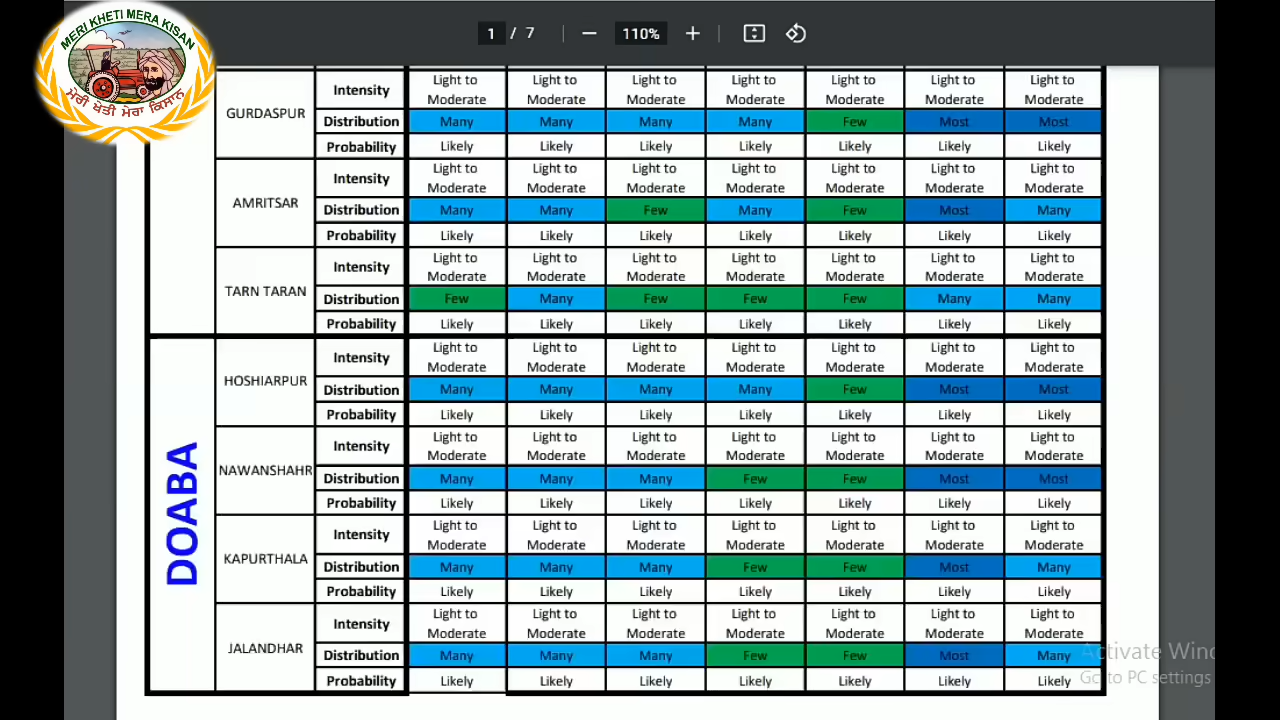 MERI KHETI MERA KISAN
ਮੇਰੀ ਖੇਤੀ ਮੇਰਾ ਕਿਸਾਨ
1 / 7 110%
GURDASPUR
Intensity Light to Moderate Light to Moderate Light to Moderate Light to Moderate Light to Moderate Light to Moderate Light to Moderate
Distribution Many Many Many Many Few Most Most
Probability Likely Likely Likely Likely Likely Likely Likely
AMRITSAR
Intensity Light to Moderate Light to Moderate Light to Moderate Light to Moderate Light to Moderate Light to Moderate Light to Moderate
Distribution Many Many Few Many Few Most Many
Probability Likely Likely Likely Likely Likely Likely Likely
TARN TARAN
Intensity Light to Moderate Light to Moderate Light to Moderate Light to Moderate Light to Moderate Light to Moderate Light to Moderate
Distribution Few Many Few Few Few Many Many
Probability Likely Likely Likely Likely Likely Likely Likely
DOABA
HOSHIARPUR
Intensity Light to Moderate Light to Moderate Light to Moderate Light to Moderate Light to Moderate Light to Moderate Light to Moderate
Distribution Many Many Many Many Few Most Most
Probability Likely Likely Likely Likely Likely Likely Likely
NAWANSHAHR
Intensity Light to Moderate Light to Moderate Light to Moderate Light to Moderate Light to Moderate Light to Moderate Light to Moderate
Distribution Many Many Many Few Few Most Most
Probability Likely Likely Likely Likely Likely Likely Likely
KAPURTHALA
Intensity Light to Moderate Light to Moderate Light to Moderate Light to Moderate Light to Moderate Light to Moderate Light to Moderate
Distribution Many Many Many Few Few Most Many
Probability Likely Likely Likely Likely Likely Likely Likely
JALANDHAR
Intensity Light to Moderate Light to Moderate Light to Moderate Light to Moderate Light to Moderate Light to Moderate Light to Moderate
Distribution Many Many Many Few Few Most Many
Probability Likely Likely Likely Likely Likely Likely Likely
Activate Wind
Go to PC settings